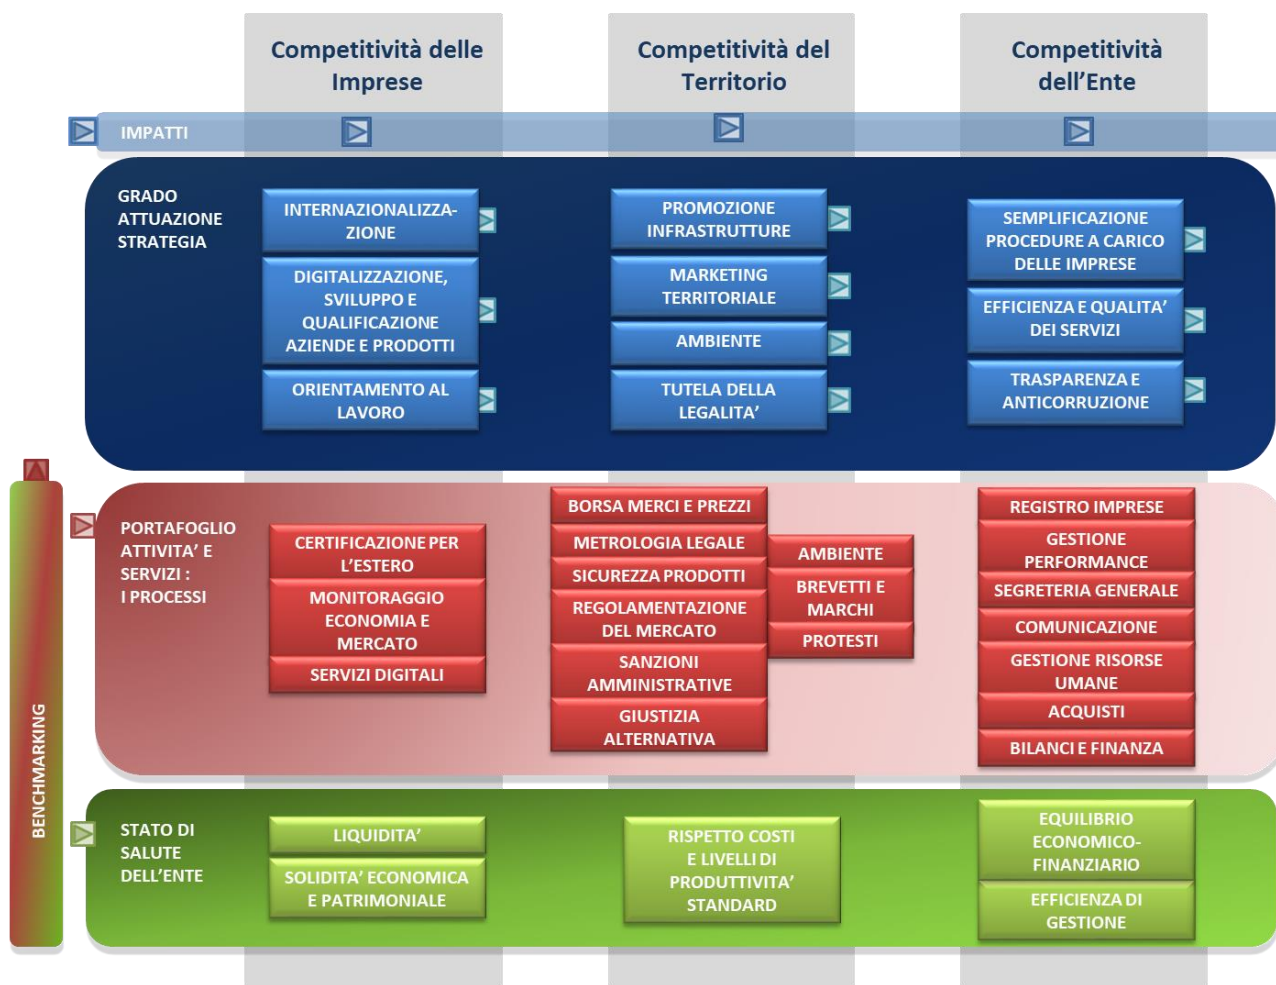 Competitività delle
Imprese
Competitività del
Territorio
Competitività
dell’Ente
IMPATTI
GRADO
ATTUAZIONE
STRATEGIA
INTERNAZIONALIZZA-
ZIONE
DIGITALIZZAZIONE,
SVILUPPO E
QUALIFICAZIONE
AZIENDE E PRODOTTI
ORIENTAMENTO AL
LAVORO
PROMOZIONE
INFRASTRUTTURE
MARKETING
TERRITORIALE
AMBIENTE
TUTELA DELLA
LEGALITA’
SEMPLIFICAZIONE
PROCEDURE A CARICO
DELLE IMPRESE
EFFICIENZA E QUALITA’
DEI SERVIZI
TRASPARENZA E
ANTICORRUZIONE
BENCHMARKING
PORTAFOGLIO
ATTIVITA’ E
SERVIZI :
I PROCESSI
CERTIFICAZIONE PER
L’ESTERO
MONITORAGGIO
ECONOMIA E
MERCATO
SERVIZI DIGITALI
BORSA MERCI E PREZZI
METROLOGIA LEGALE
SICUREZZA PRODOTTI
REGOLAMENTAZIONE
DEL MERCATO
SANZIONI
AMMINISTRATIVE
GIUSTIZIA
ALTERNATIVA
AMBIENTE
BREVETTI E
MARCHI
PROTESTI
REGISTRO IMPRESE
GESTIONE
PERFORMANCE
SEGRETERIA GENERALE
COMUNICAZIONE
GESTIONE RISORSE
UMANE
ACQUISTI
BILANCI E FINANZA
STATO DI
SALUTE
DELL’ENTE
LIQUIDITA’
SOLIDITA’ ECONOMICA
E PATRIMONIALE
RISPETTO COSTI
E LIVELLI DI
PRODUTTIVITA’
STANDARD
EQUILIBRIO
ECONOMICO-
FINANZIARIO
EFFICIENZA DI
GESTIONE